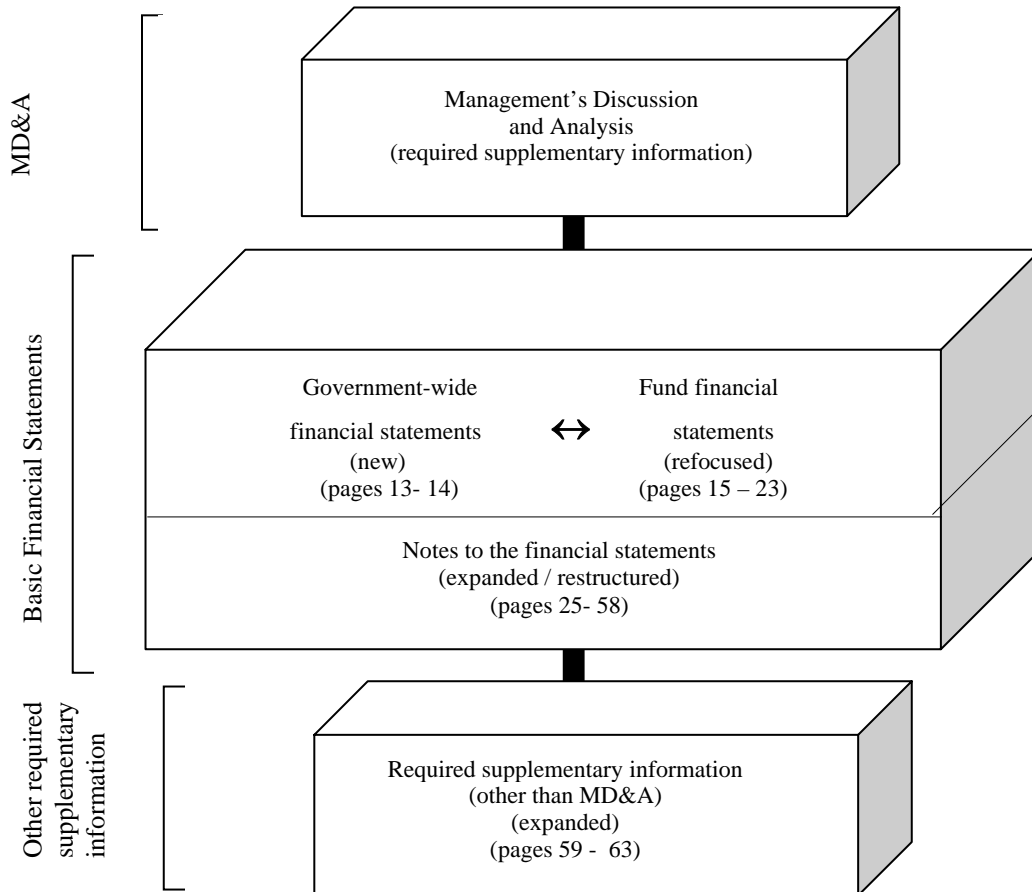 MD&A
Management’s Discussion
and Analysis
(required supplementary information)
Basic Financial Statements
Government-wide
financial statements
(new)
(pages 13- 14)
↔
Fund financial
statements
(refocused)
(pages 15 – 23)
Notes to the financial statements
(expanded / restructured)
(pages 25- 58)
Other required
supplementary
information
Required supplementary information
(other than MD&A)
(expanded)
(pages 59 -  63)